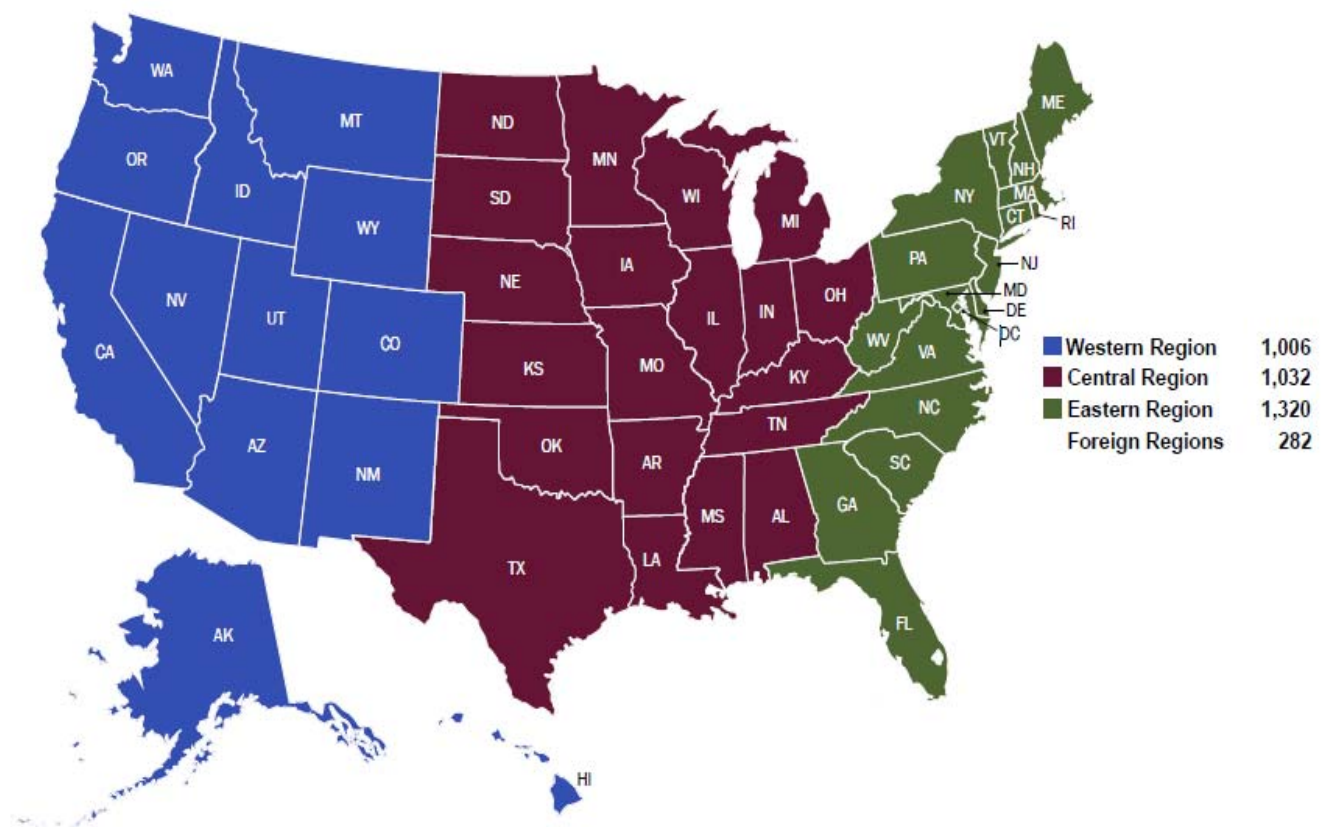 WA
MT
ND
MN
ME
VT
NH
OR
ID
SD
WI
NY
MA
CT
RI
WY
MI
IA
PA
NJ
NE
MD
NV
UT
OH
DE
IL
IN
DC
CA
CO
WV
VA
KS
MO
KY
NC
TN
AZ
NM
OK
AR
SC
MS
AL
GA
LA
TX
FL
AK
HI
Western Region 1,006
Central Region 1,032
Eastern Region 1,320
Foreign Regions 282